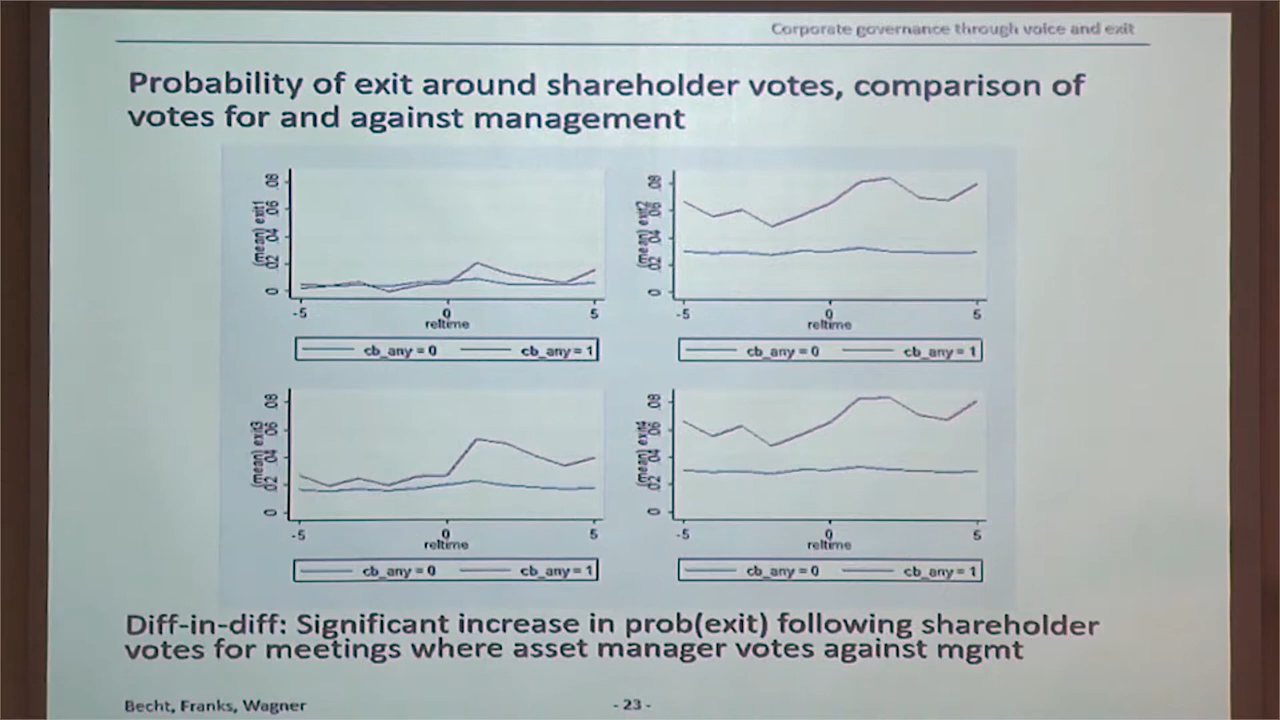 Corporate governance through voice and exit
Probability of exit around shareholder votes, comparison of
votes for and against management
(mean) exit1
0 .02 .04 .06 .08
-5 0 5
reltime
cb_any = 0 cb_any = 1
(mean) exit2
0 .02 .04 .06 .08
-5 0 5
reltime
cb_any = 0 cb_any = 1
(mean) exit3
0 .02 .04 .06 .08
-5 0 5
reltime
cb_any = 0 cb_any = 1
(mean) exit4
0 .02 .04 .06 .08
-5 0 5
reltime
cb_any = 0 cb_any = 1
Diff-in-diff: Significant increase in prob(exit) following shareholder
votes for meetings where asset manager votes against mgmt
Becht, Franks, Wagner
- 23 -